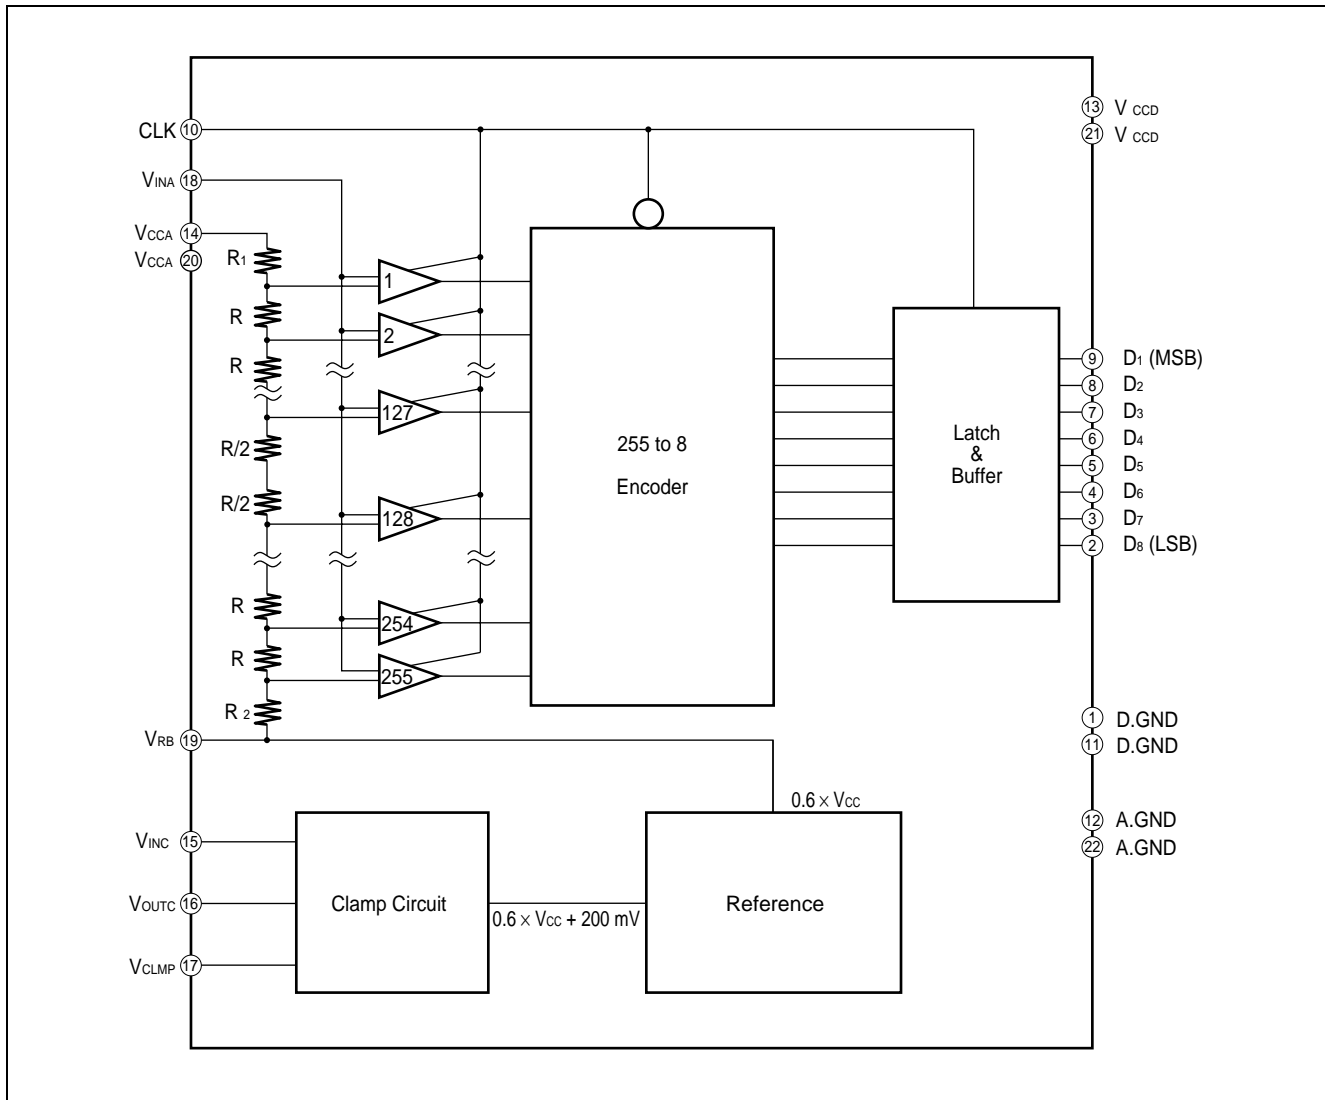 CLK 10
VINA 18
VCCA 14
VCCA 20
R1
R
R
R/2
R/2
R
R
R 2
VRB 19
VINC 15
VOUTC 16
VCLMP 17
1
2
127
128
254
255
255 to 8
Encoder
Latch
&
Buffer
13 V CCD
21 V CCD
9 D1 (MSB)
8 D2
7 D3
6 D4
5 D5
4 D6
3 D7
2 D8 (LSB)
1 D.GND
11 D.GND
12 A.GND
22 A.GND
Clamp Circuit
0.6 × VCC + 200 mV
0.6 × VCC
Reference